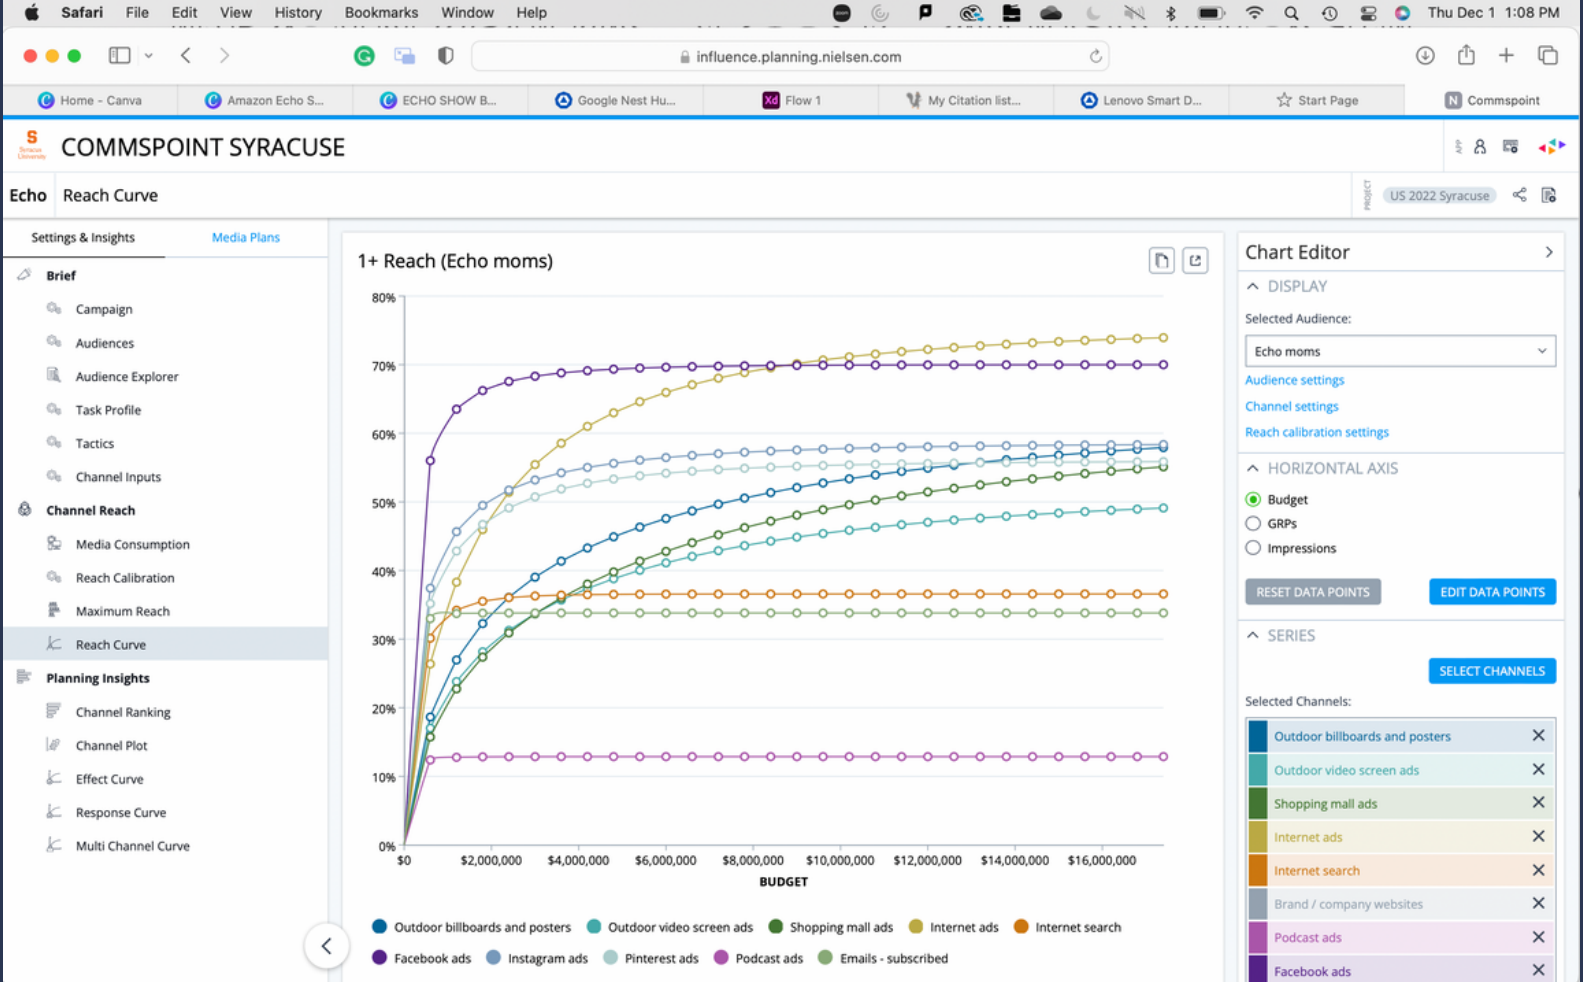 Safari File Edit View History Bookmarks Window Help Thu Dec 1 1:08 PM
influence.planning.nielsen.com
Home - Canva Amazon Echo S... ECHO SHOW B... Google Nest Hu... Xd Flow 1 My Citation list... Lenovo Smart D... Start Page N Commspoint
S
Syracuse
University
COMMSPOINT SYRACUSE
APP
Echo Reach Curve
PROJECT
US 2022 Syracuse
Settings & Insights Media Plans
Brief
Campaign
Audiences
Audience Explorer
Task Profile
Tactics
Channel Inputs
Channel Reach
Media Consumption
Reach Calibration
Maximum Reach
Reach Curve
Planning Insights
Channel Ranking
Channel Plot
Effect Curve
Response Curve
Multi Channel Curve
1+ Reach (Echo moms)
80%
70%
60%
50%
40%
30%
20%
10%
0%
$0 $2,000,000 $4,000,000 $6,000,000 $8,000,000 $10,000,000 $12,000,000 $14,000,000 $16,000,000
BUDGET
Outdoor billboards and posters Outdoor video screen ads Shopping mall ads Internet ads Internet search
Facebook ads Instagram ads Pinterest ads Podcast ads Emails - subscribed
Chart Editor
DISPLAY
Selected Audience:
Echo moms
Audience settings
Channel settings
Reach calibration settings
HORIZONTAL AXIS
Budget
GRPs
Impressions
RESET DATA POINTS EDIT DATA POINTS
SERIES
SELECT CHANNELS
Selected Channels:
Outdoor billboards and posters
Outdoor video screen ads
Shopping mall ads
Internet ads
Internet search
Brand / company websites
Podcast ads
Facebook ads